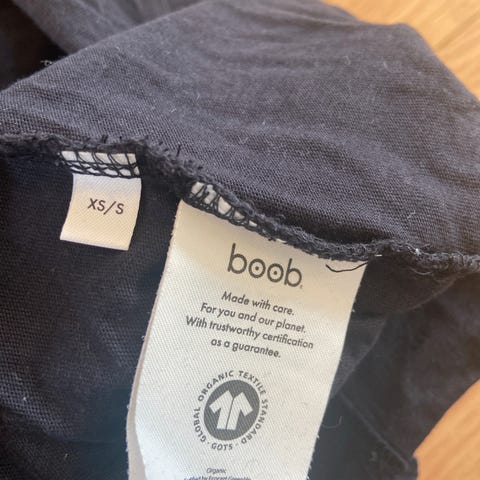 XS/S
boob.
Made with care.
For you and our planet.
With trustworthy certification
as a guarantee.
GLOBAL ORGANIC TEXTILE STANDARD
· GOTS ·
Organic